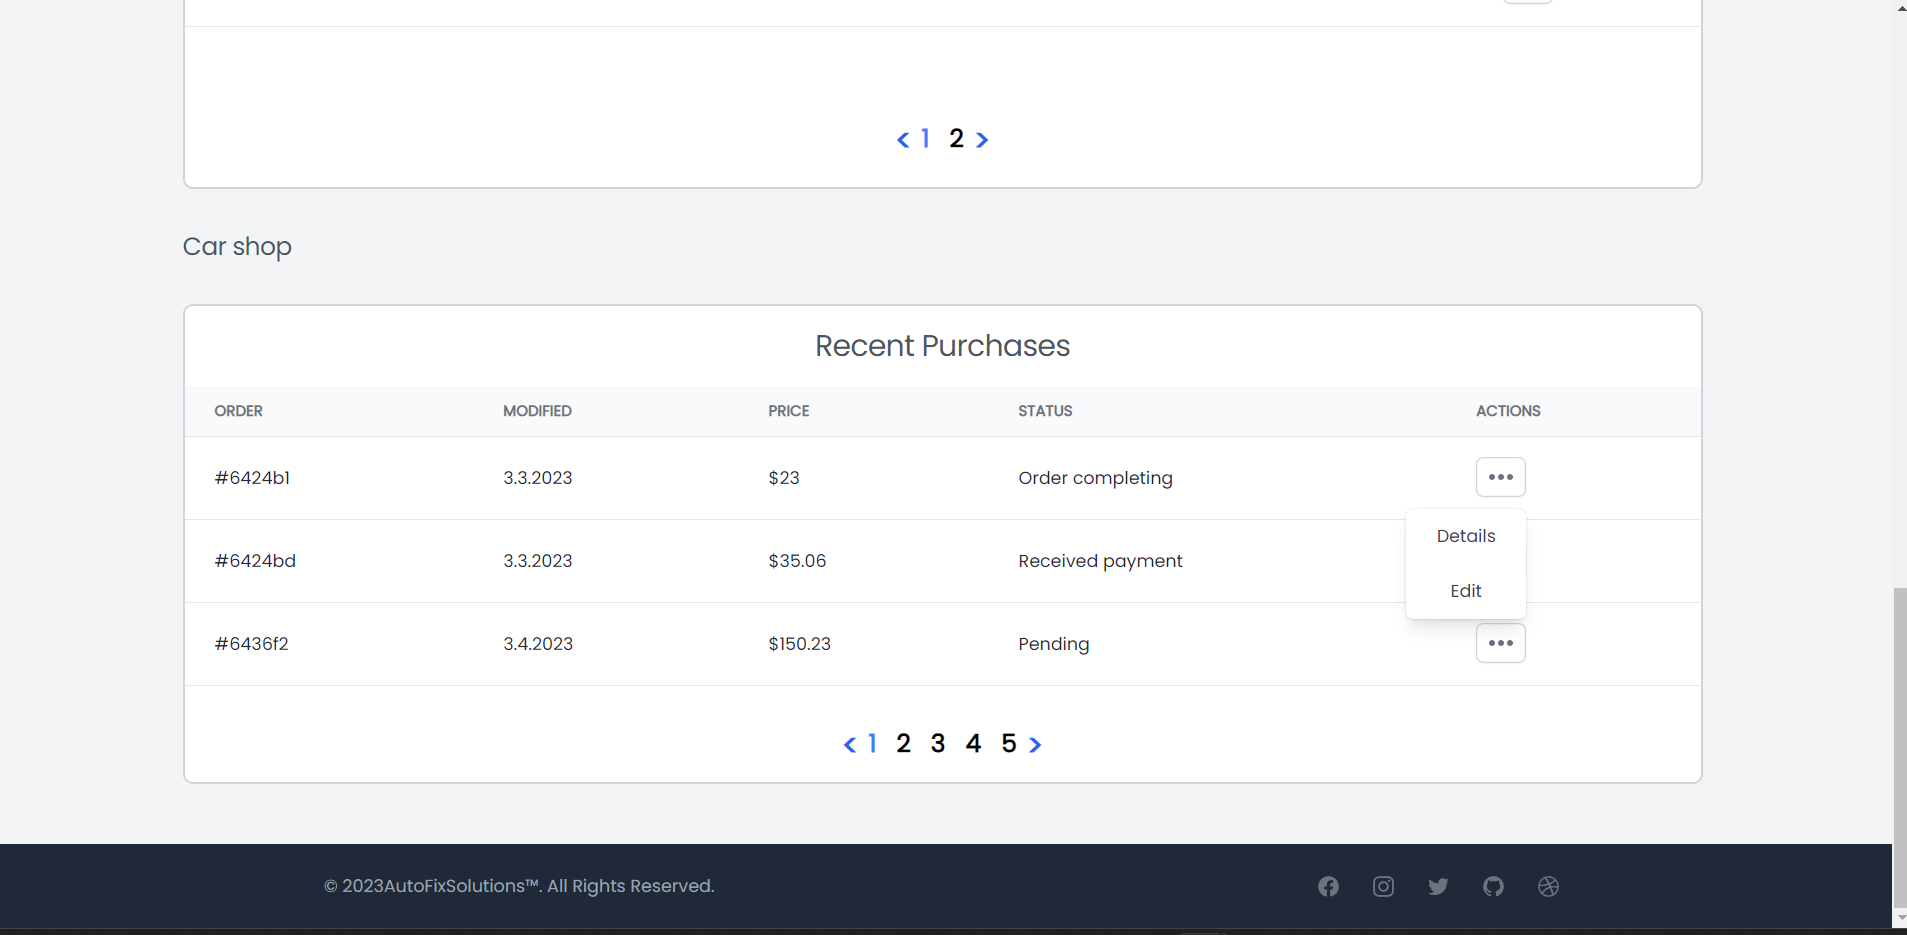 < 1 2 >
Car shop
Recent Purchases
ORDER MODIFIED PRICE STATUS ACTIONS
#6424b1 3.3.2023 $23 Order completing
Details
#6424bd 3.3.2023 $35.06 Received payment
Edit
#6436f2 3.4.2023 $150.23 Pending
< 1 2 3 4 5 >
© 2023AutoFixSolutions™. All Rights Reserved.